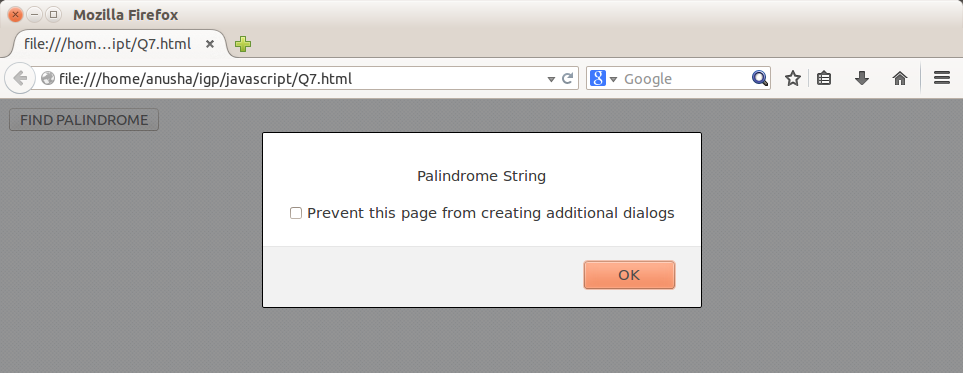 Mozilla Firefox
file:///hom...ipt/Q7.html
file:///home/anusha/igp/javascript/Q7.html
Google
FIND PALINDROME
Palindrome String
Prevent this page from creating additional dialogs
OK